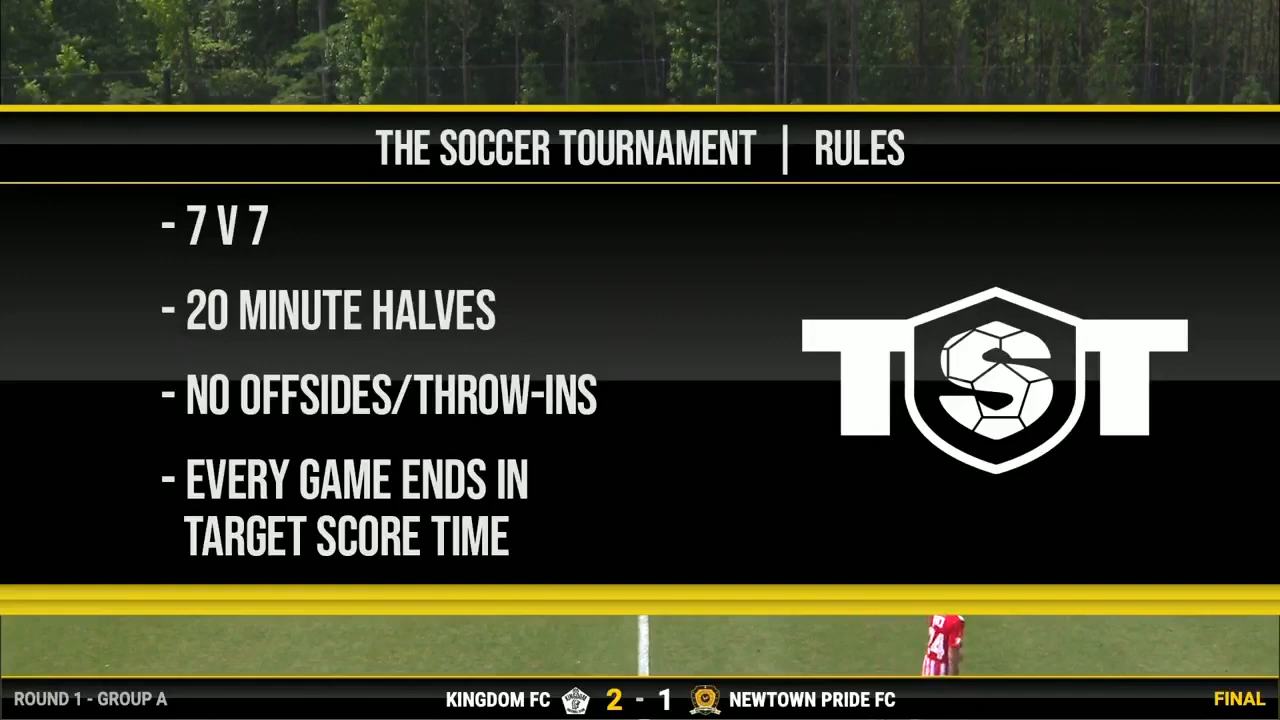 THE SOCCER TOURNAMENT | RULES
- 7 V 7
- 20 MINUTE HALVES
- NO OFFSIDES/THROW-INS
- EVERY GAME ENDS IN
TARGET SCORE TIME
TST
24
ROUND 1 - GROUP A
KINGDOM FC 2 - 1 NEWTOWN PRIDE FC
FINAL